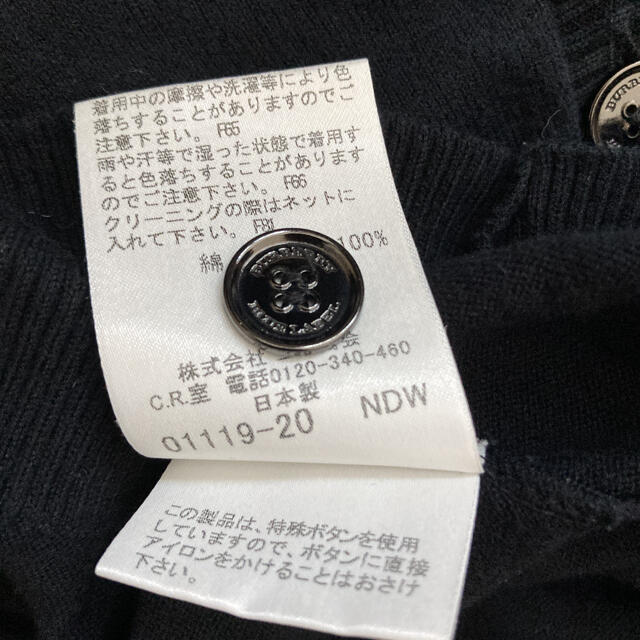 着用中の摩擦や洗濯等により色
落ちすることがありますのでご
注意下さい。 F65
雨や汗等で湿った状態で着用す
ると色落ちすることがあります
のでご注意下さい。 F66
クリーニングの際はネットに
入れて下さい。
綿 100%
LABEL
株式会社 三 会
C.R.室 電話0120-340-460
日本製
01119-20 NDW
この製品は、特殊ボタンを使用
していますので、ボタンに直接
アイロンをかけることはおさけ
下さい。
BURB